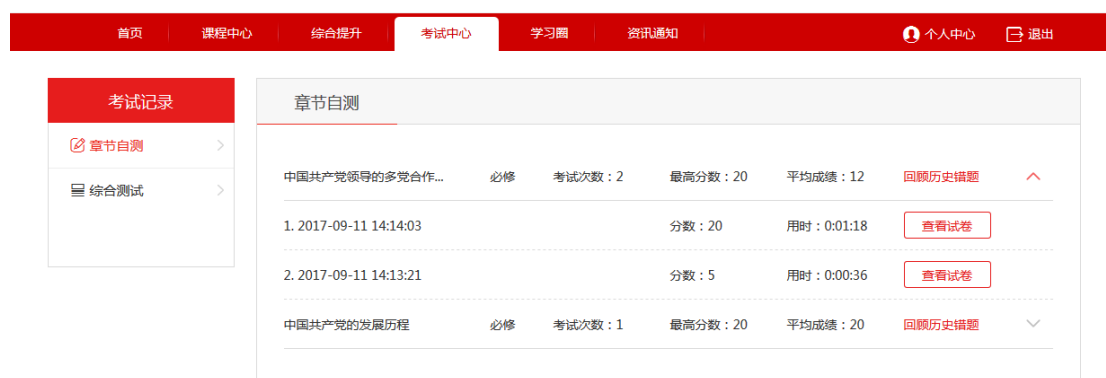 首页 课程中心 综合提升 考试中心 学习圈 资讯通知 个人中心 退出
考试记录
章节自测
综合测试
章节自测
中国共产党领导的多党合作... 必修 考试次数：2 最高分数：20 平均成绩：12 回顾历史错题
1. 2017-09-11 14:14:03 分数：20 用时：0:01:18 查看试卷
2. 2017-09-11 14:13:21 分数：5 用时：0:00:36 查看试卷
中国共产党的发展历程 必修 考试次数：1 最高分数：20 平均成绩：20 回顾历史错题